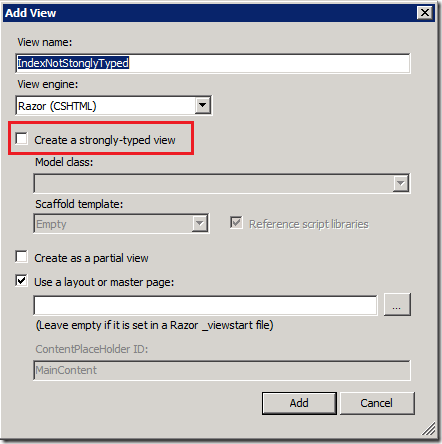 Add View
View name:
IndexNotStonglyTyped
View engine:
Razor (CSHTML)
Create a strongly-typed view
Model class:
Scaffold template:
Empty
Reference script libraries
Create as a partial view
Use a layout or master page:
...
(Leave empty if it is set in a Razor _viewstart file)
ContentPlaceHolder ID:
MainContent
Add
Cancel